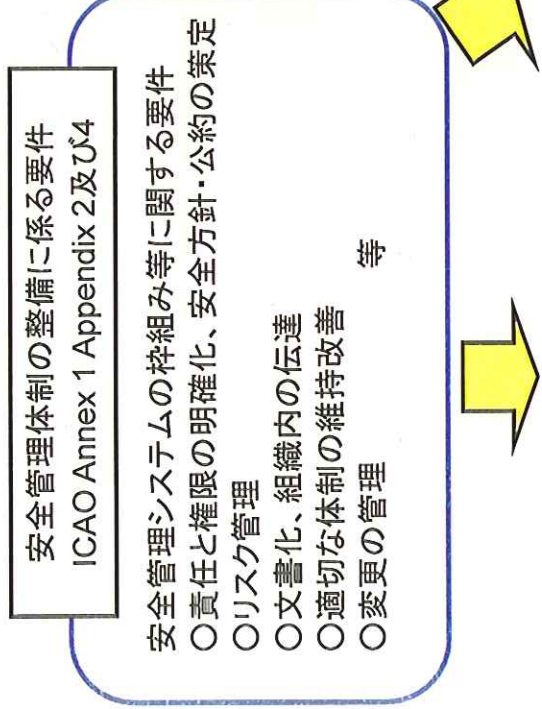 安全管理体制の整備に係る要件
ICAO Annex 1 Appendix 2及び4
安全管理システムの枠組み等に関する要件
○責任と権限の明確化、安全方針・公約の策定
○リスク管理
○文書化、組織内の伝達
○適切な体制の維持改善
○変更の管理 等